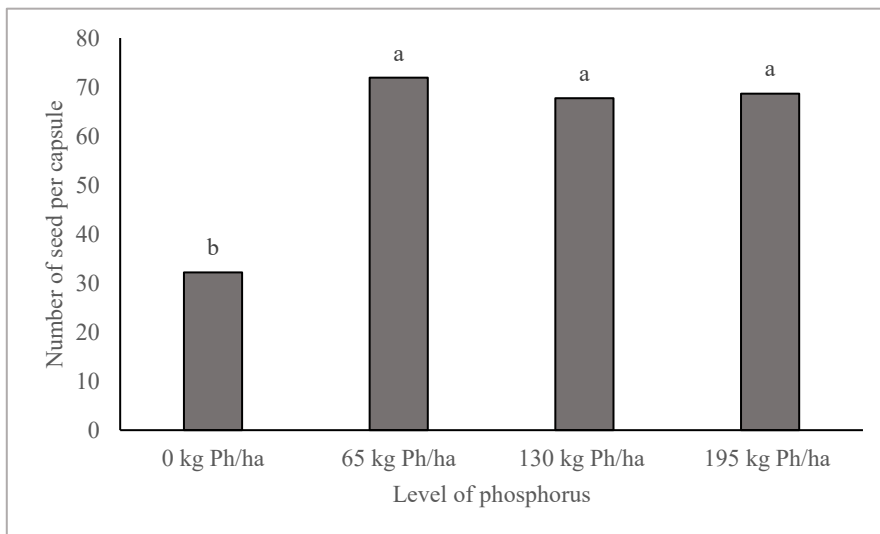 Number of seed per capsule
80
70
60
50
40
30
20
10
0
b
a
a
a
0 kg Ph/ha
65 kg Ph/ha
130 kg Ph/ha
195 kg Ph/ha
Level of phosphorus